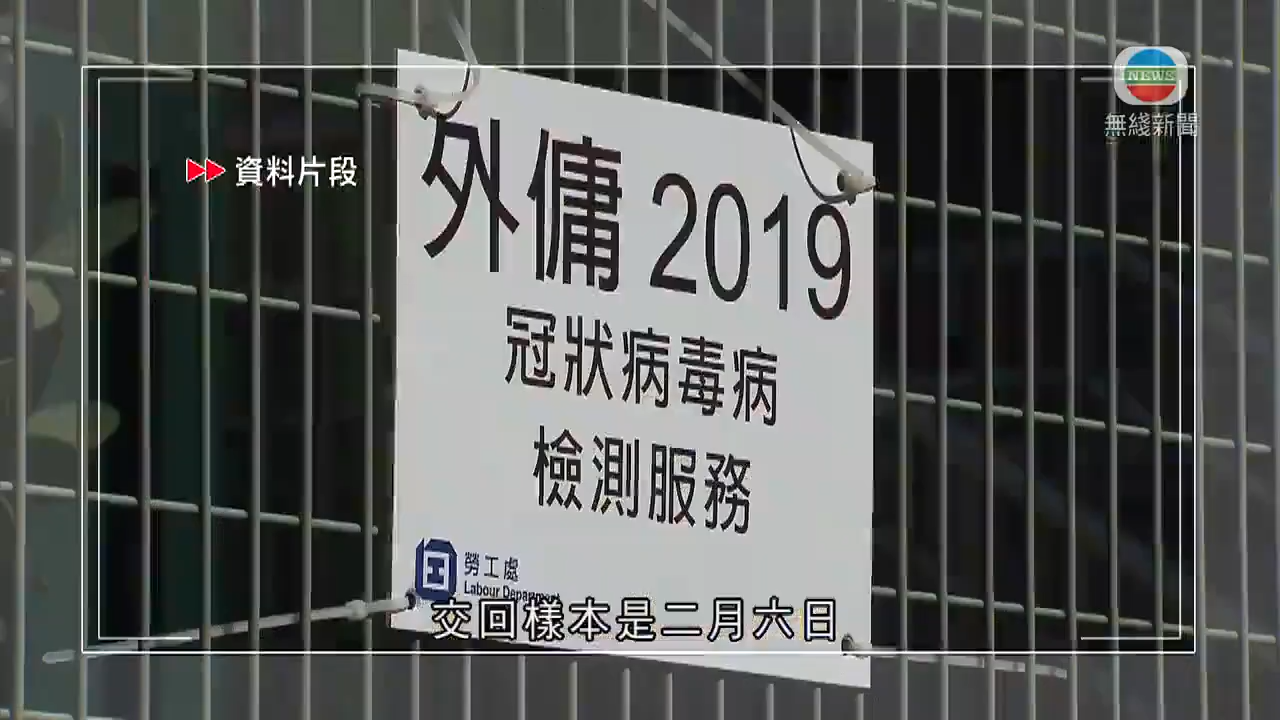 NEWS
無綫新聞
資料片段
外傭 2019
冠狀病毒病
檢測服務
勞工處
Labour Department
交回樣本是二月六日